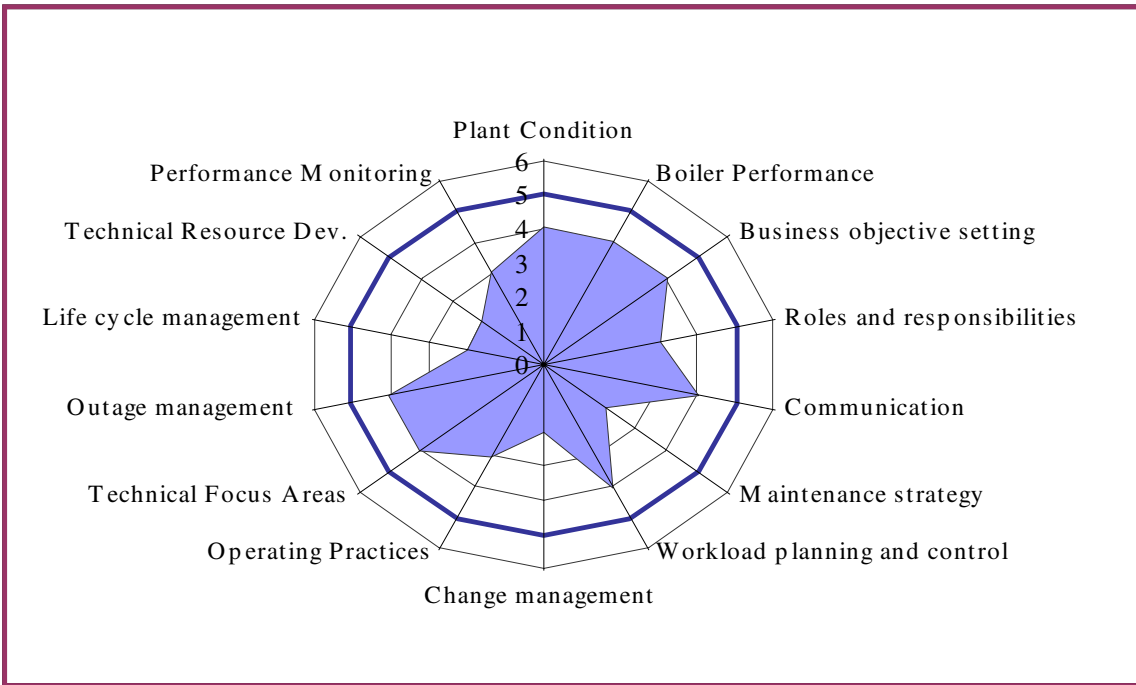 Plant Condition
6
Performance Monitoring
Boiler Performance
5
Technical Resource Dev.
Business objective setting
4
3
2
Life cycle management
Roles and responsibilities
1
0
Outage management
Communication
Technical Focus Areas
Maintenance strategy
Operating Practices
Workload planning and control
Change management